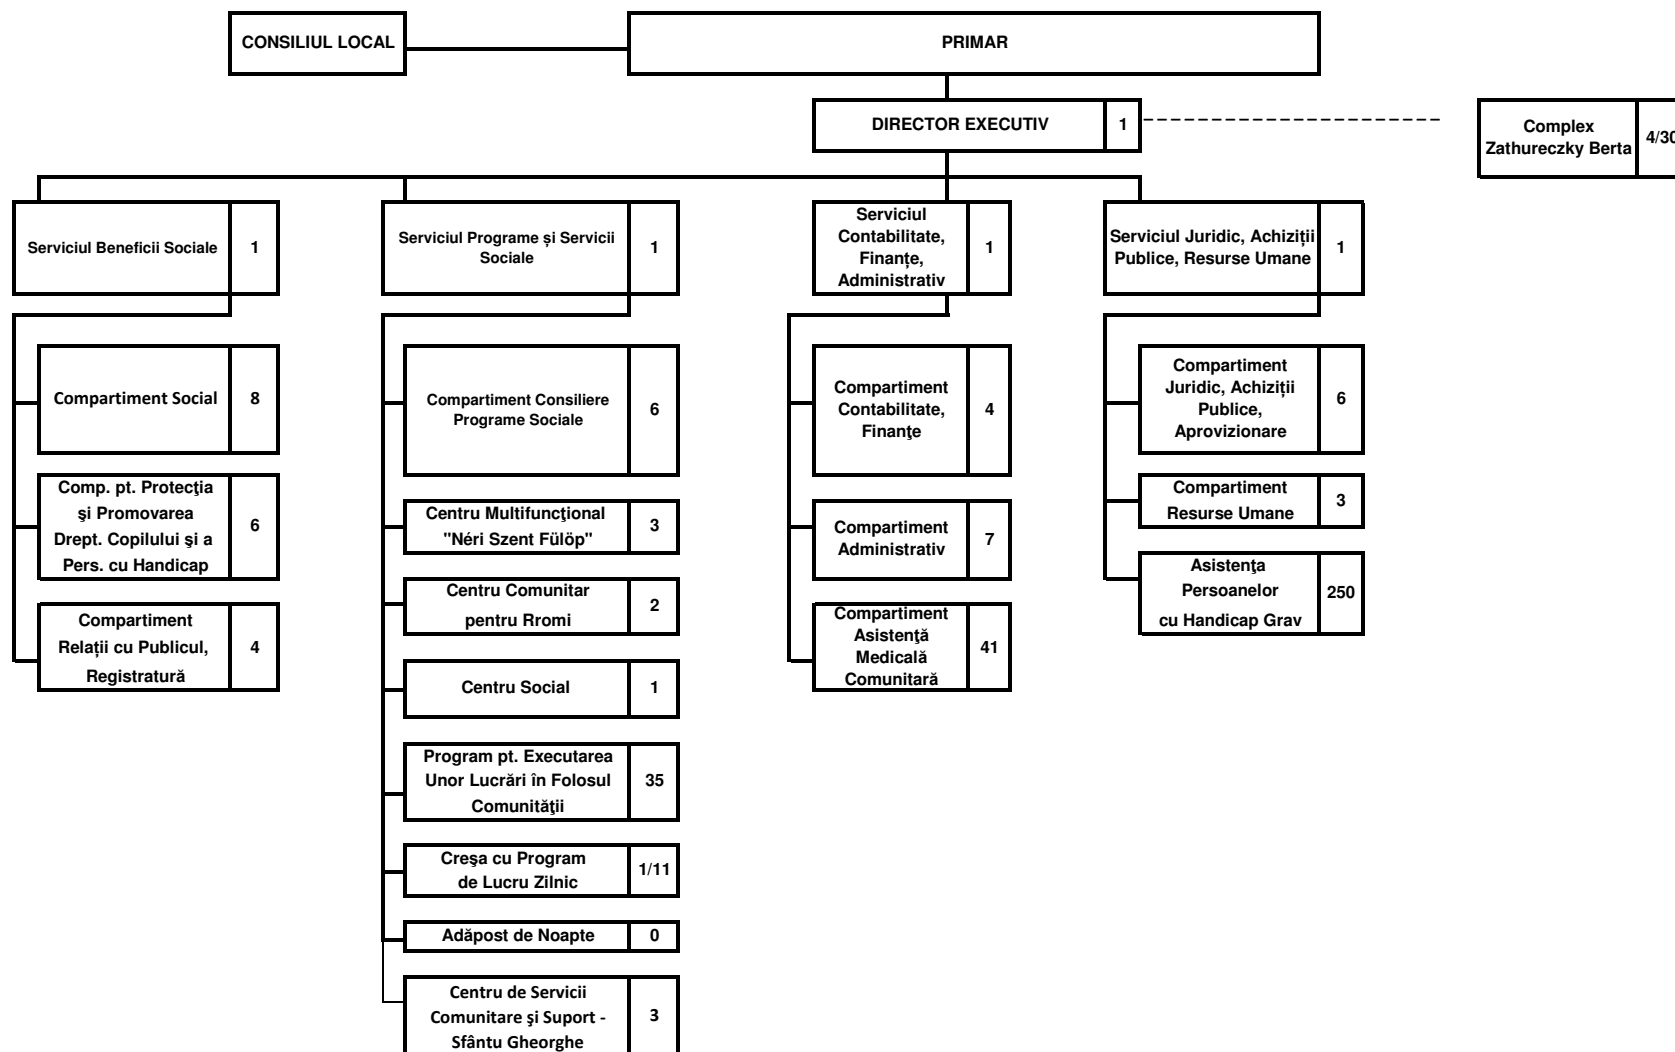 CONSILIUL LOCAL
PRIMAR
DIRECTOR EXECUTIV
1
Complex
Zathureczky Berta
4/30
Serviciul Beneficii Sociale
1
Serviciul Programe și Servicii
Sociale
1
Serviciul
Contabilitate,
Finanțe,
Administrativ
1
Serviciul Juridic, Achiziții
Publice, Resurse Umane
1
Compartiment Social
8
Comp. pt. Protecţia
şi Promovarea
Drept. Copilului şi a
Pers. cu Handicap
6
Compartiment
Relații cu Publicul,
Registratură
4
Compartiment Consiliere
Programe Sociale
6
Centru Multifuncţional
"Néri Szent Fülöp"
3
Centru Comunitar
pentru Rromi
2
Centru Social
1
Program pt. Executarea
Unor Lucrări în Folosul
Comunităţii
35
Creşa cu Program
de Lucru Zilnic
1/11
Adăpost de Noapte
0
Centru de Servicii
Comunitare şi Suport -
Sfântu Gheorghe
3
Compartiment
Contabilitate,
Finanţe
4
Compartiment
Administrativ
7
Compartiment
Asistenţă
Medicală
Comunitară
41
Compartiment
Juridic, Achiziții
Publice,
Aprovizionare
6
Compartiment
Resurse Umane
3
Asistenţa
Persoanelor
cu Handicap Grav
250